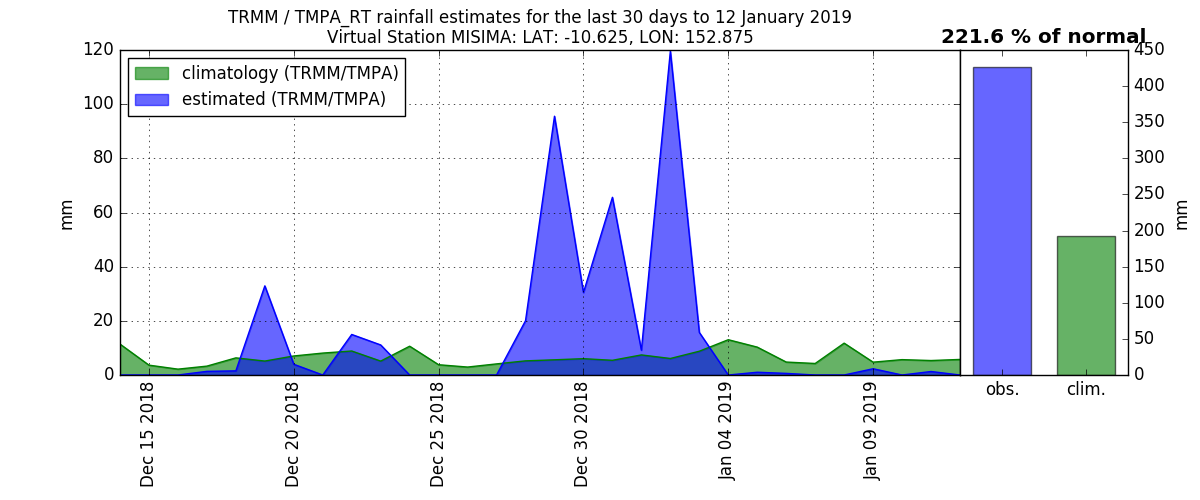 TRMM / TMPA_RT rainfall estimates for the last 30 days to 12 January 2019
Virtual Station MISIMA: LAT: -10.625, LON: 152.875
221.6 % of normal
climatology (TRMM/TMPA)
estimated (TRMM/TMPA)
120
100
80
60
40
20
0
mm
Dec 15 2018
Dec 20 2018
Dec 25 2018
Dec 30 2018
Jan 04 2019
Jan 09 2019
obs.
clim.
450
400
350
300
250
200
150
100
50
0
mm